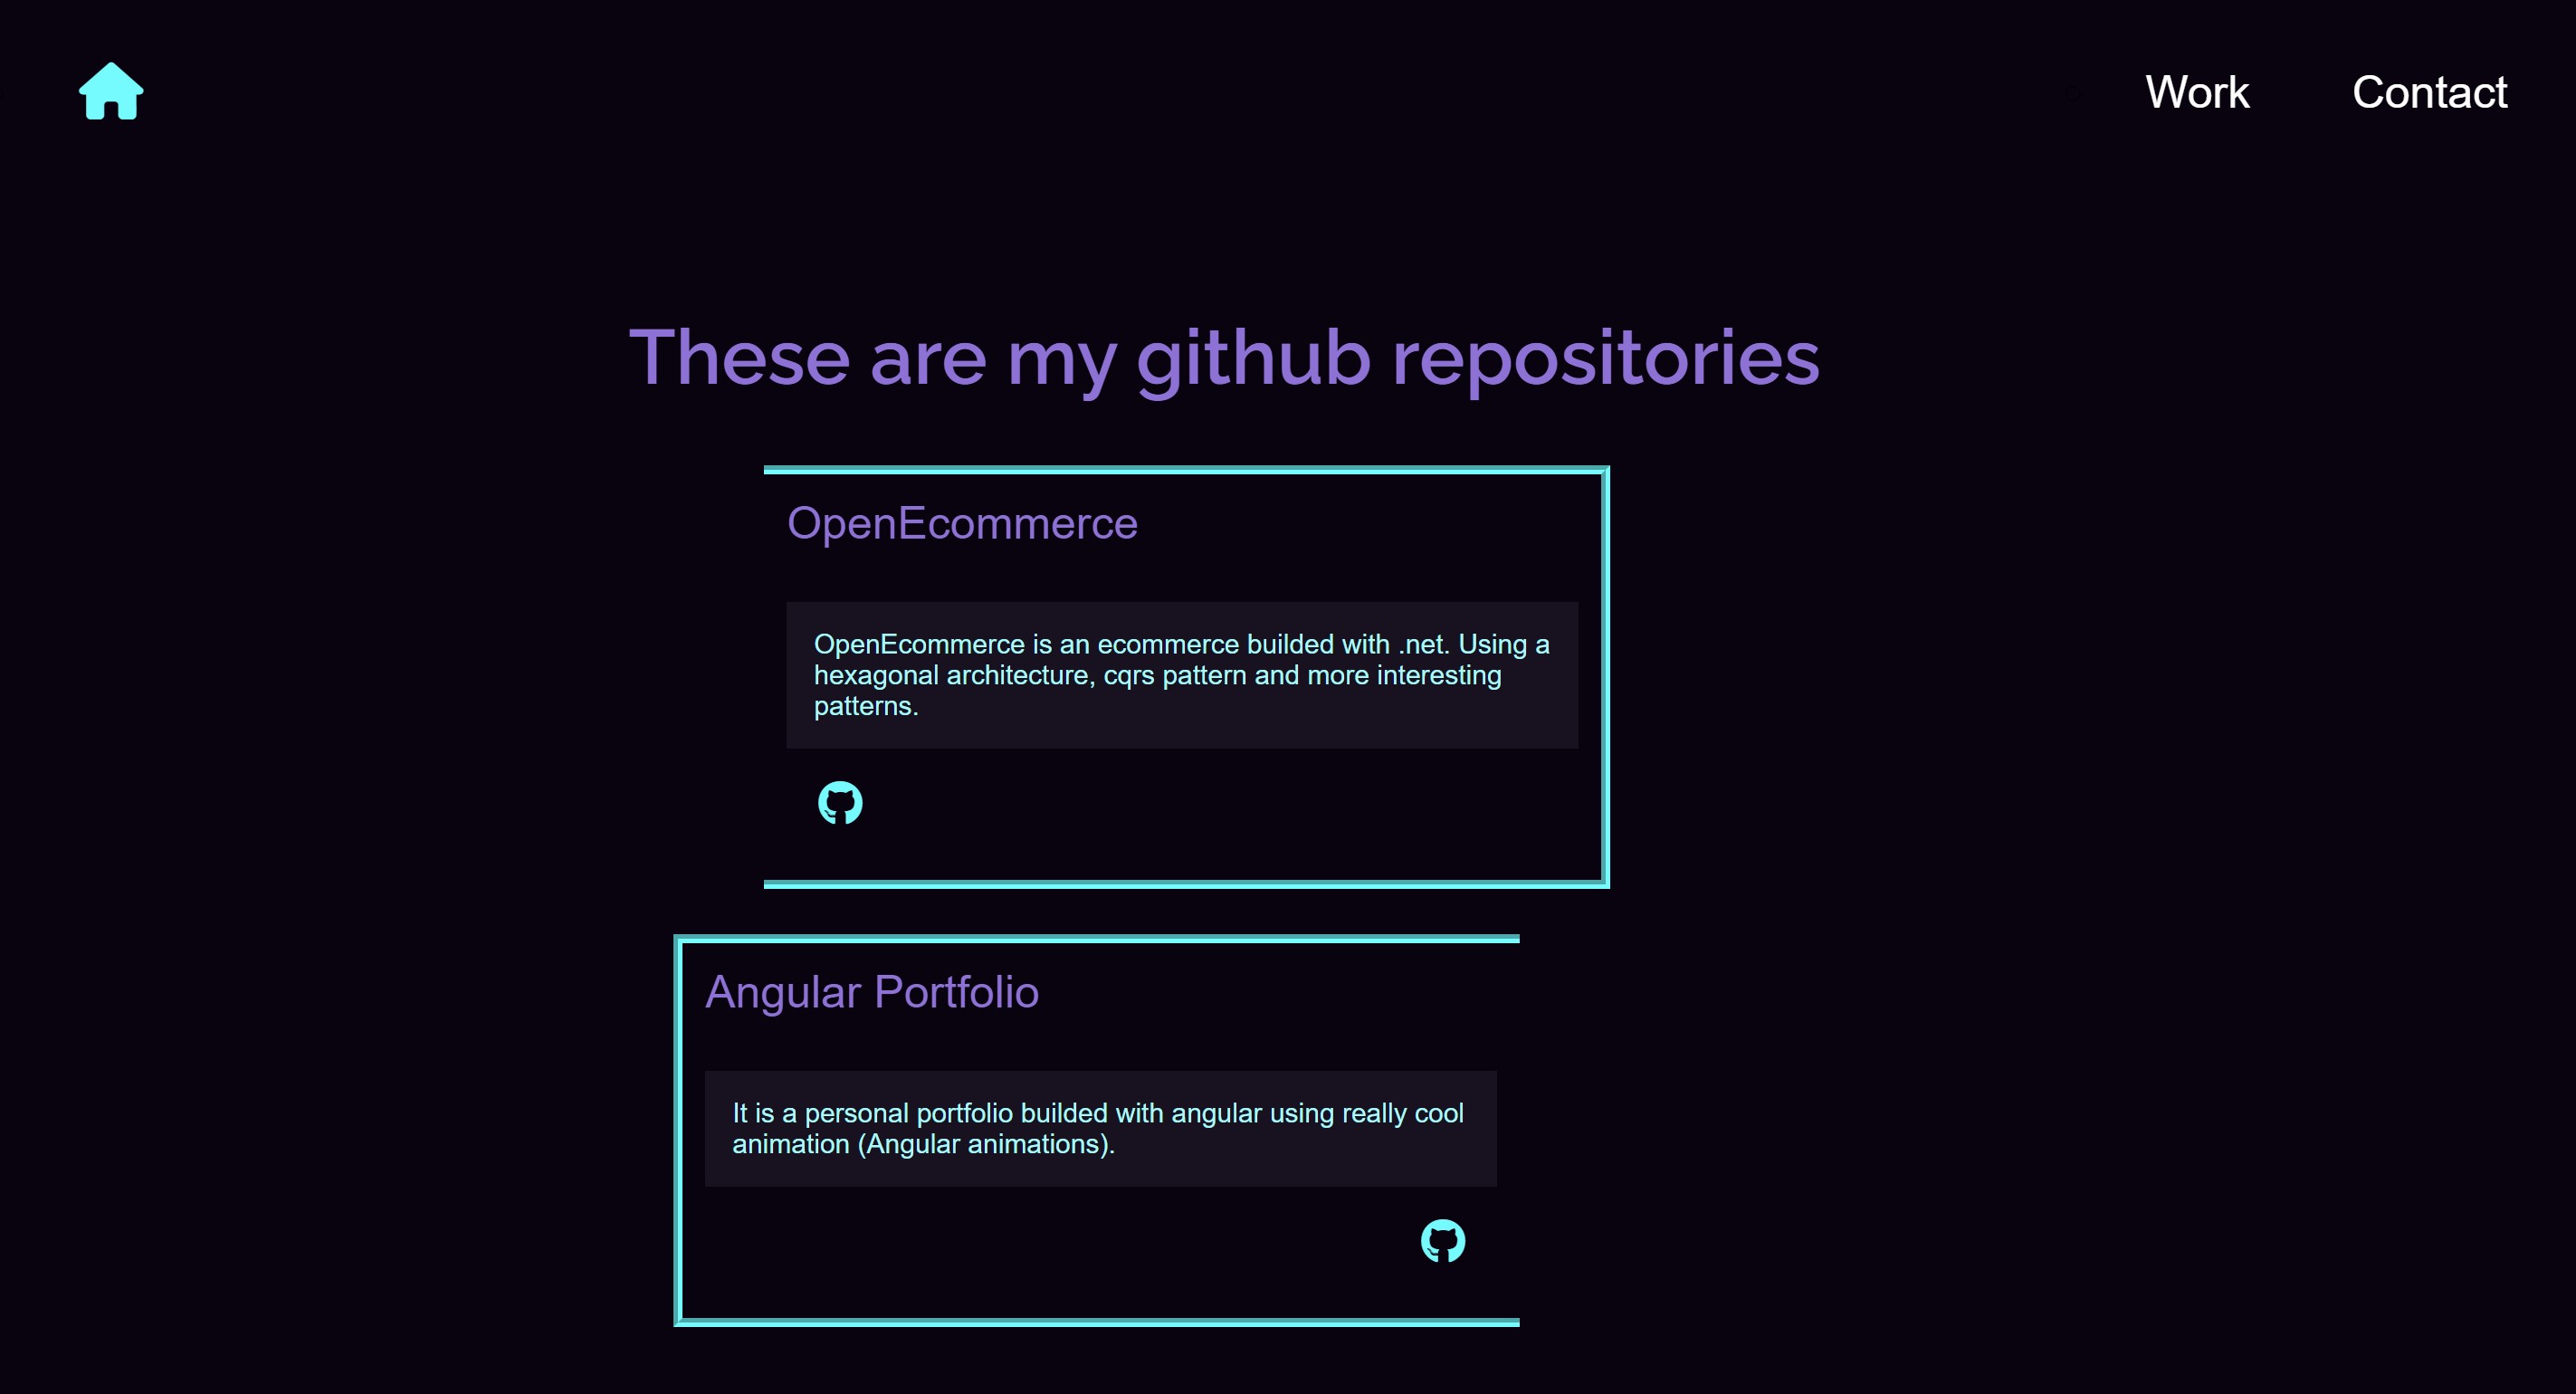 Work
Contact
These are my github repositories
OpenEcommerce
OpenEcommerce is an ecommerce builded with .net. Using a
hexagonal architecture, cqrs pattern and more interesting
patterns.
Angular Portfolio
It is a personal portfolio builded with angular using really cool
animation (Angular animations).